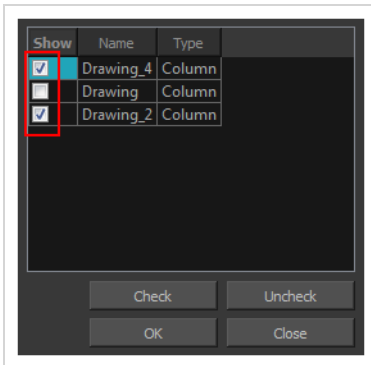 Show Name Type
Drawing_4 Column
Drawing Column
Drawing_2 Column
Check Uncheck
OK Close